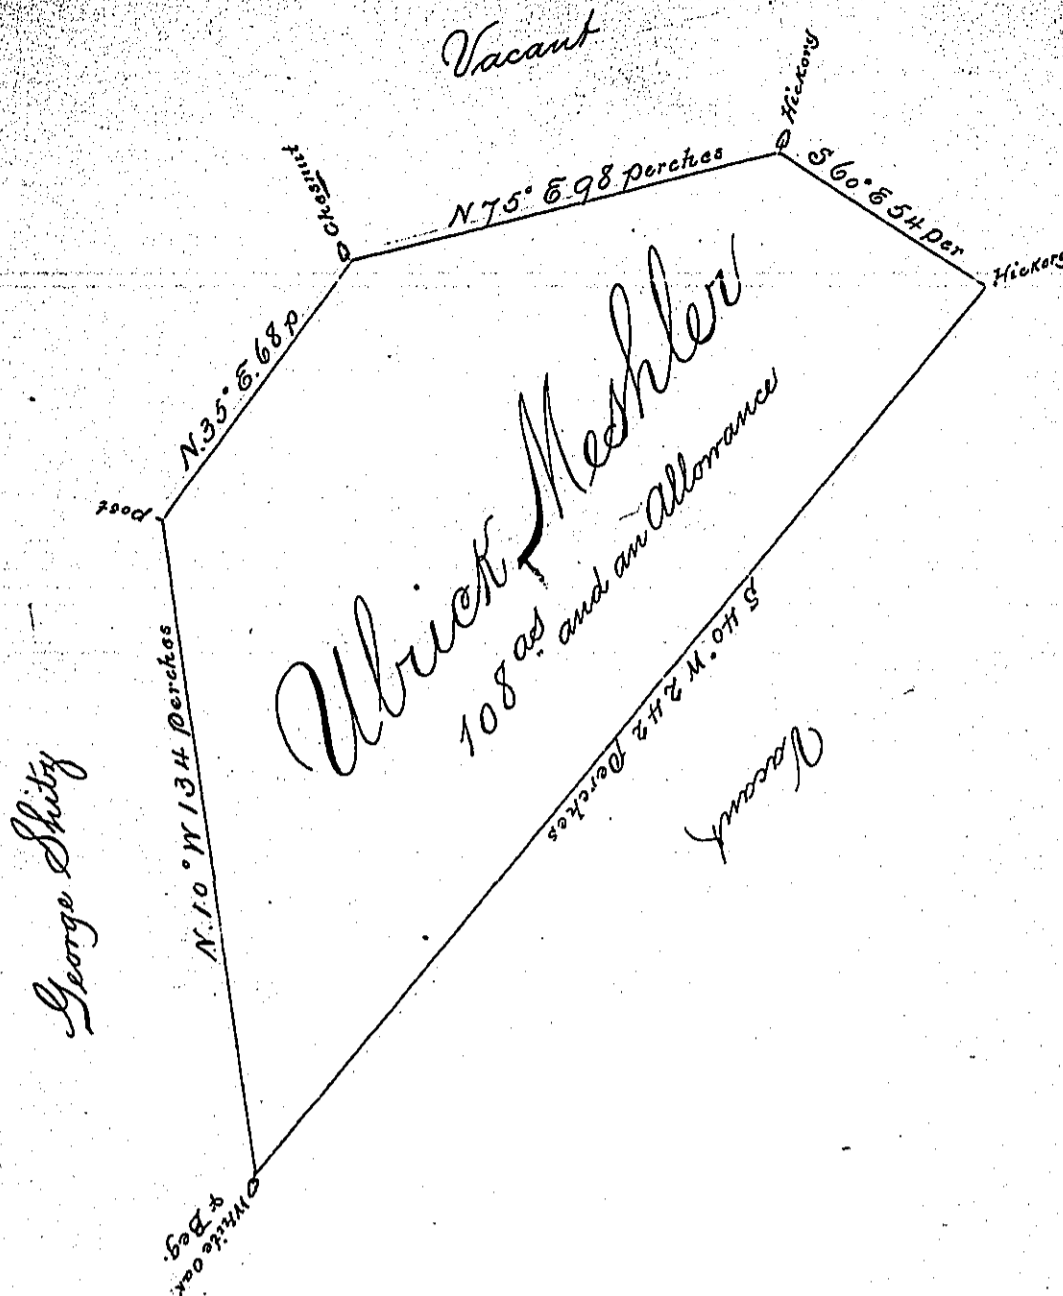 Vacant
Hickory
Chesnut
N 75° E 98 perches
S 60° E 54 per
Hickory
N. 35° E. 68 p
post
Ulrick Meshler
108 as and an Allowance
N. 10° W 134 perches
S 40° W 242 Perches
Vacant
George Shitz
White Oak
& Beg.